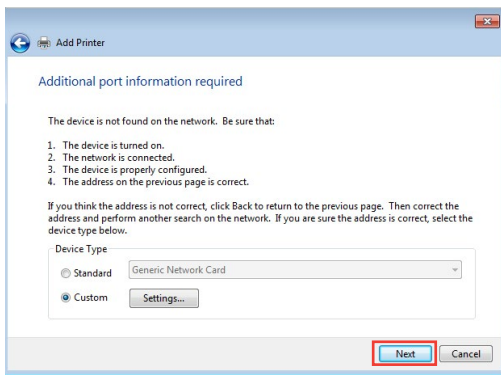 Add Printer
Additional port information required
The device is not found on the network.  Be sure that:
1.  The device is turned on.
2.  The network is connected.
3.  The device is properly configured.
4.  The address on the previous page is correct.
If you think the address is not correct, click Back to return to the previous page.  Then correct the
address and perform another search on the network.  If you are sure the address is correct, select the
device type below.
Device Type
Standard
Generic Network Card
Custom
Settings...
Next
Cancel